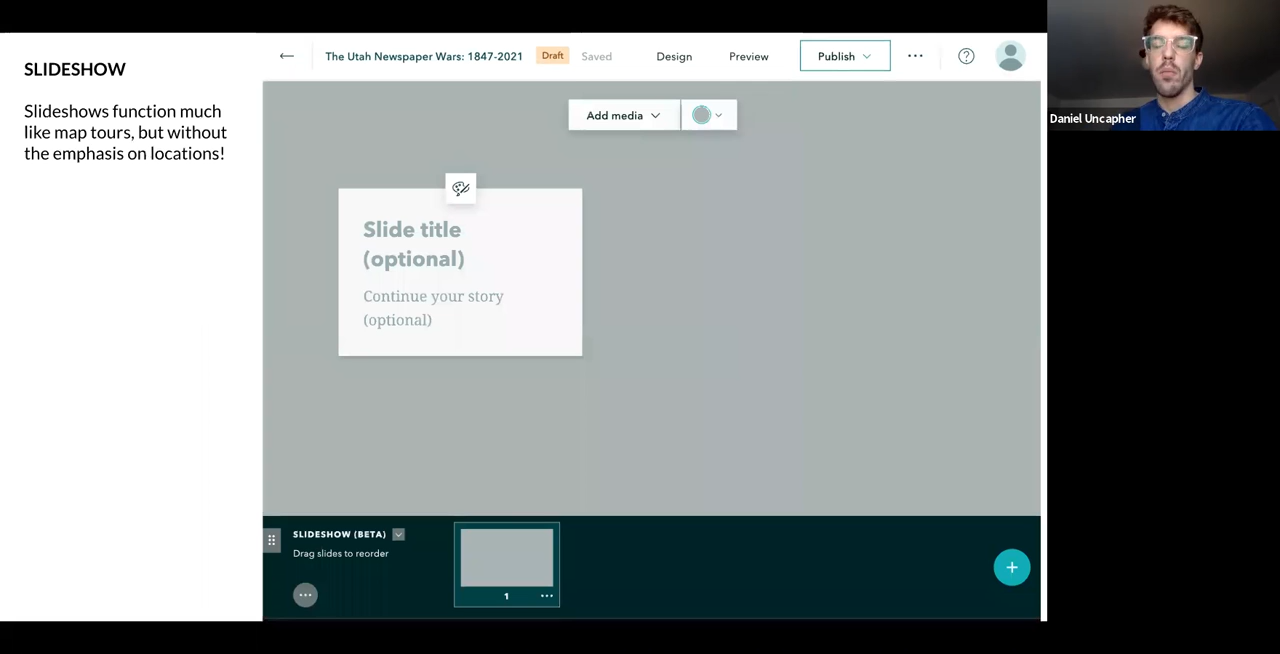 SLIDESHOW
Slideshows function much
like map tours, but without
the emphasis on locations!
The Utah Newspaper Wars: 1847-2021
Draft
Saved
Design
Preview
Publish
Add media
Slide title
(optional)
Continue your story
(optional)
SLIDESHOW (BETA)
Drag slides to reorder
1
Daniel Uncapher